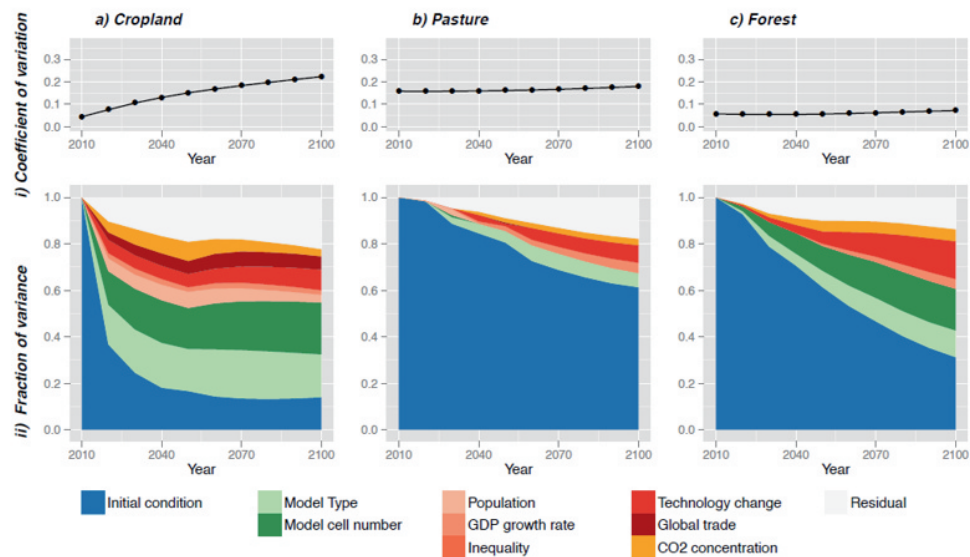 a) Cropland
b) Pasture
c) Forest
i) Coefficient of variation
0.3
0.2
0.1
0.0
2010 2040 2070 2100
Year
0.3
0.2
0.1
0.0
2010 2040 2070 2100
Year
0.3
0.2
0.1
0.0
2010 2040 2070 2100
Year
ii) Fraction of variance
1.0
0.8
0.6
0.4
0.2
0.0
2010 2040 2070 2100
Year
1.0
0.8
0.6
0.4
0.2
0.0
2010 2040 2070 2100
Year
1.0
0.8
0.6
0.4
0.2
0.0
2010 2040 2070 2100
Year
Initial condition
Model Type
Model cell number
Population
GDP growth rate
Inequality
Technology change
Global trade
CO2 concentration
Residual